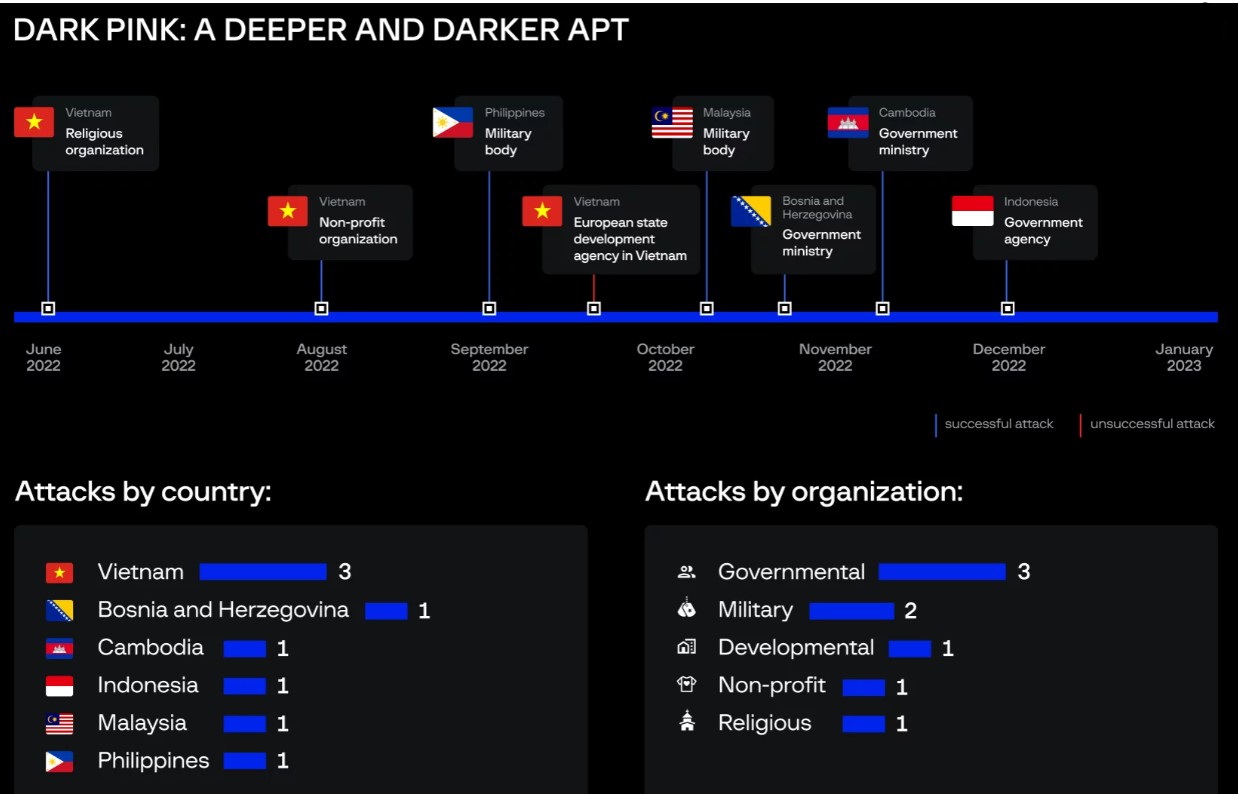 DARK PINK: A DEEPER AND DARKER APT
Vietnam
Religious
organization
Vietnam
Non-profit
organization
Philippines
Military
body
Vietnam
European state
development
agency in Vietnam
Malaysia
Military
body
Bosnia and
Herzegovina
Government
ministry
Cambodia
Government
ministry
Indonesia
Government
agency
June
2022
July
2022
August
2022
September
2022
October
2022
November
2022
December
2022
January
2023
successful attack
unsuccessful attack
Attacks by country:
Vietnam 3
Bosnia and Herzegovina 1
Cambodia 1
Indonesia 1
Malaysia 1
Philippines 1
Attacks by organization:
Governmental 3
Military 2
Developmental 1
Non-profit 1
Religious 1